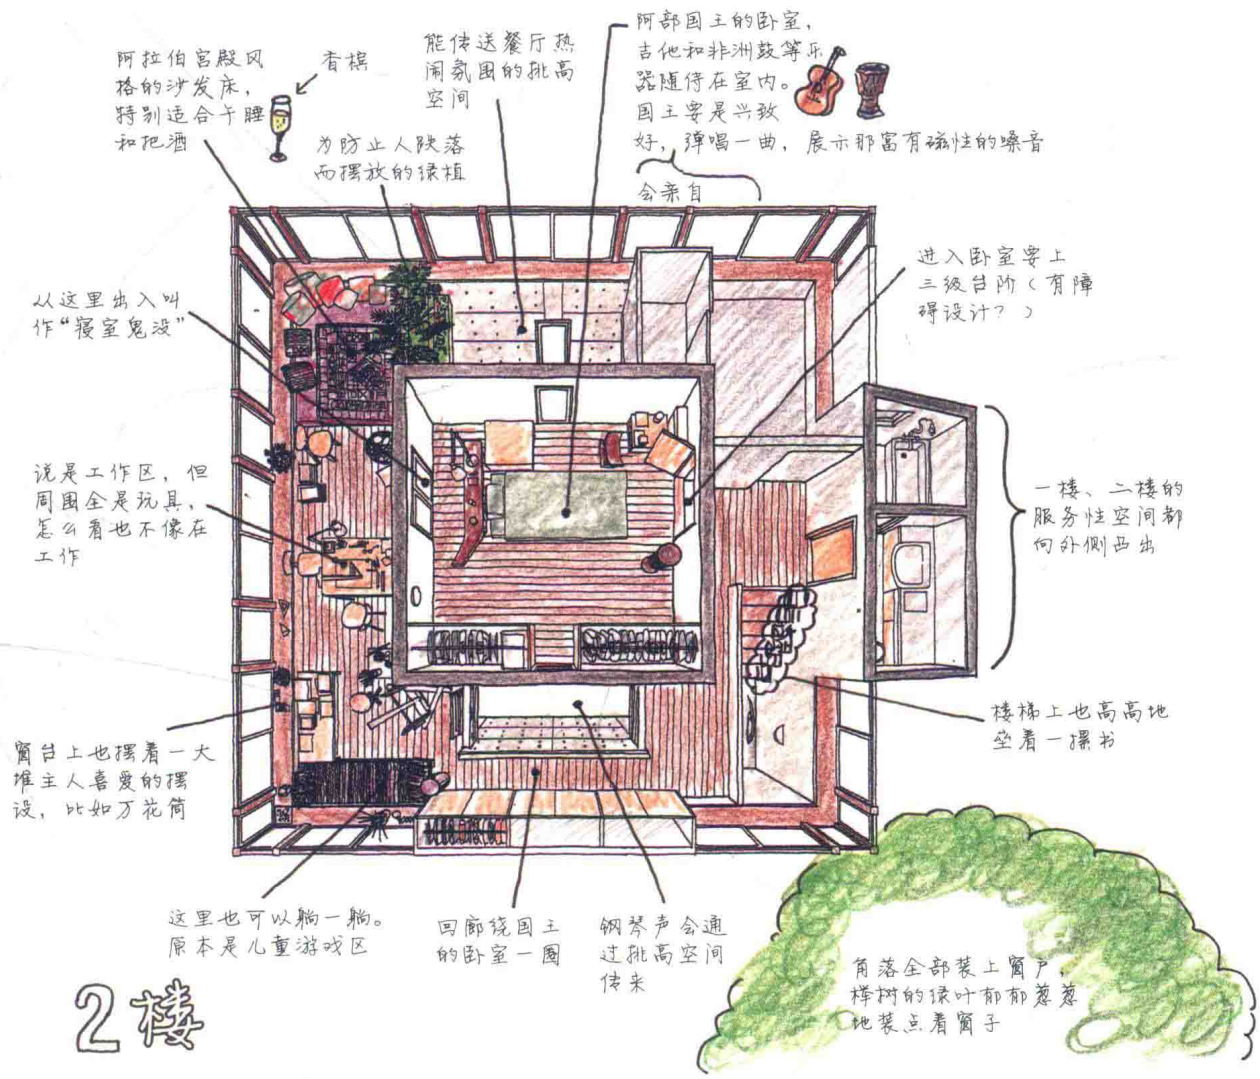 阿拉伯宫殿风
格的沙发床，
特别适合午睡
和把酒
香槟
为防止人跌落
而摆放的绿植
能传送餐厅热
闹氛围的挑高
空间
阿部国王的卧室，
吉他和非洲鼓等乐
器随侍在室内。
国王要是兴致
好，弹唱一曲，展示那富有磁性的嗓音
会亲自
进入卧室要上
三级台阶（有障
碍设计？）
从这里出入叫
作“寝室鬼没”
说是工作区，但
周围全是玩具，
怎么看也不像在
工作
一楼、二楼的
服务性空间都
向外侧凸出
楼梯上也高高地
垒着一摞书
窗台上也摆着一大
堆主人喜爱的摆
设，比如万花筒
这里也可以躺一躺。
原本是儿童游戏区
回廊绕国王
的卧室一圈
钢琴声会通
过挑高空间
传来
角落全部装上窗户，
榉树的绿叶郁郁葱葱
地装点着窗子
2楼